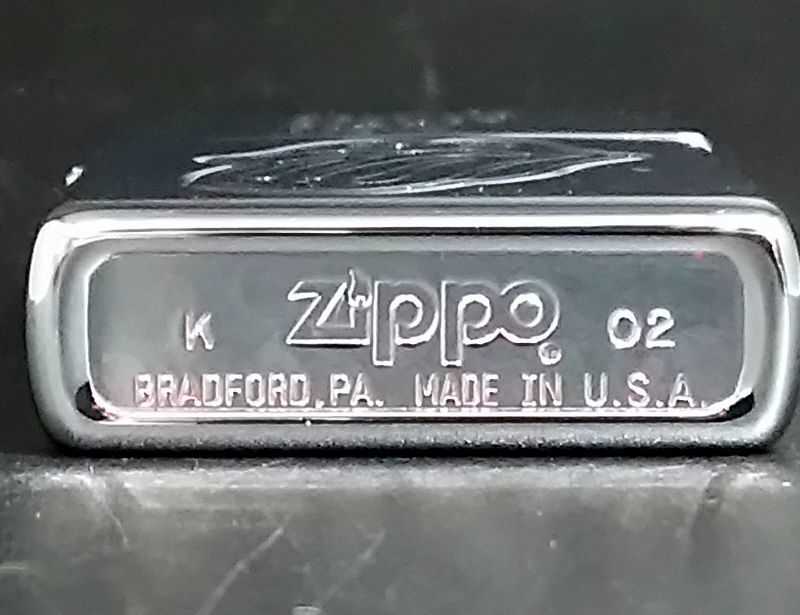 K Zippo 02
BRADFORD,PA. MADE IN U.S.A.